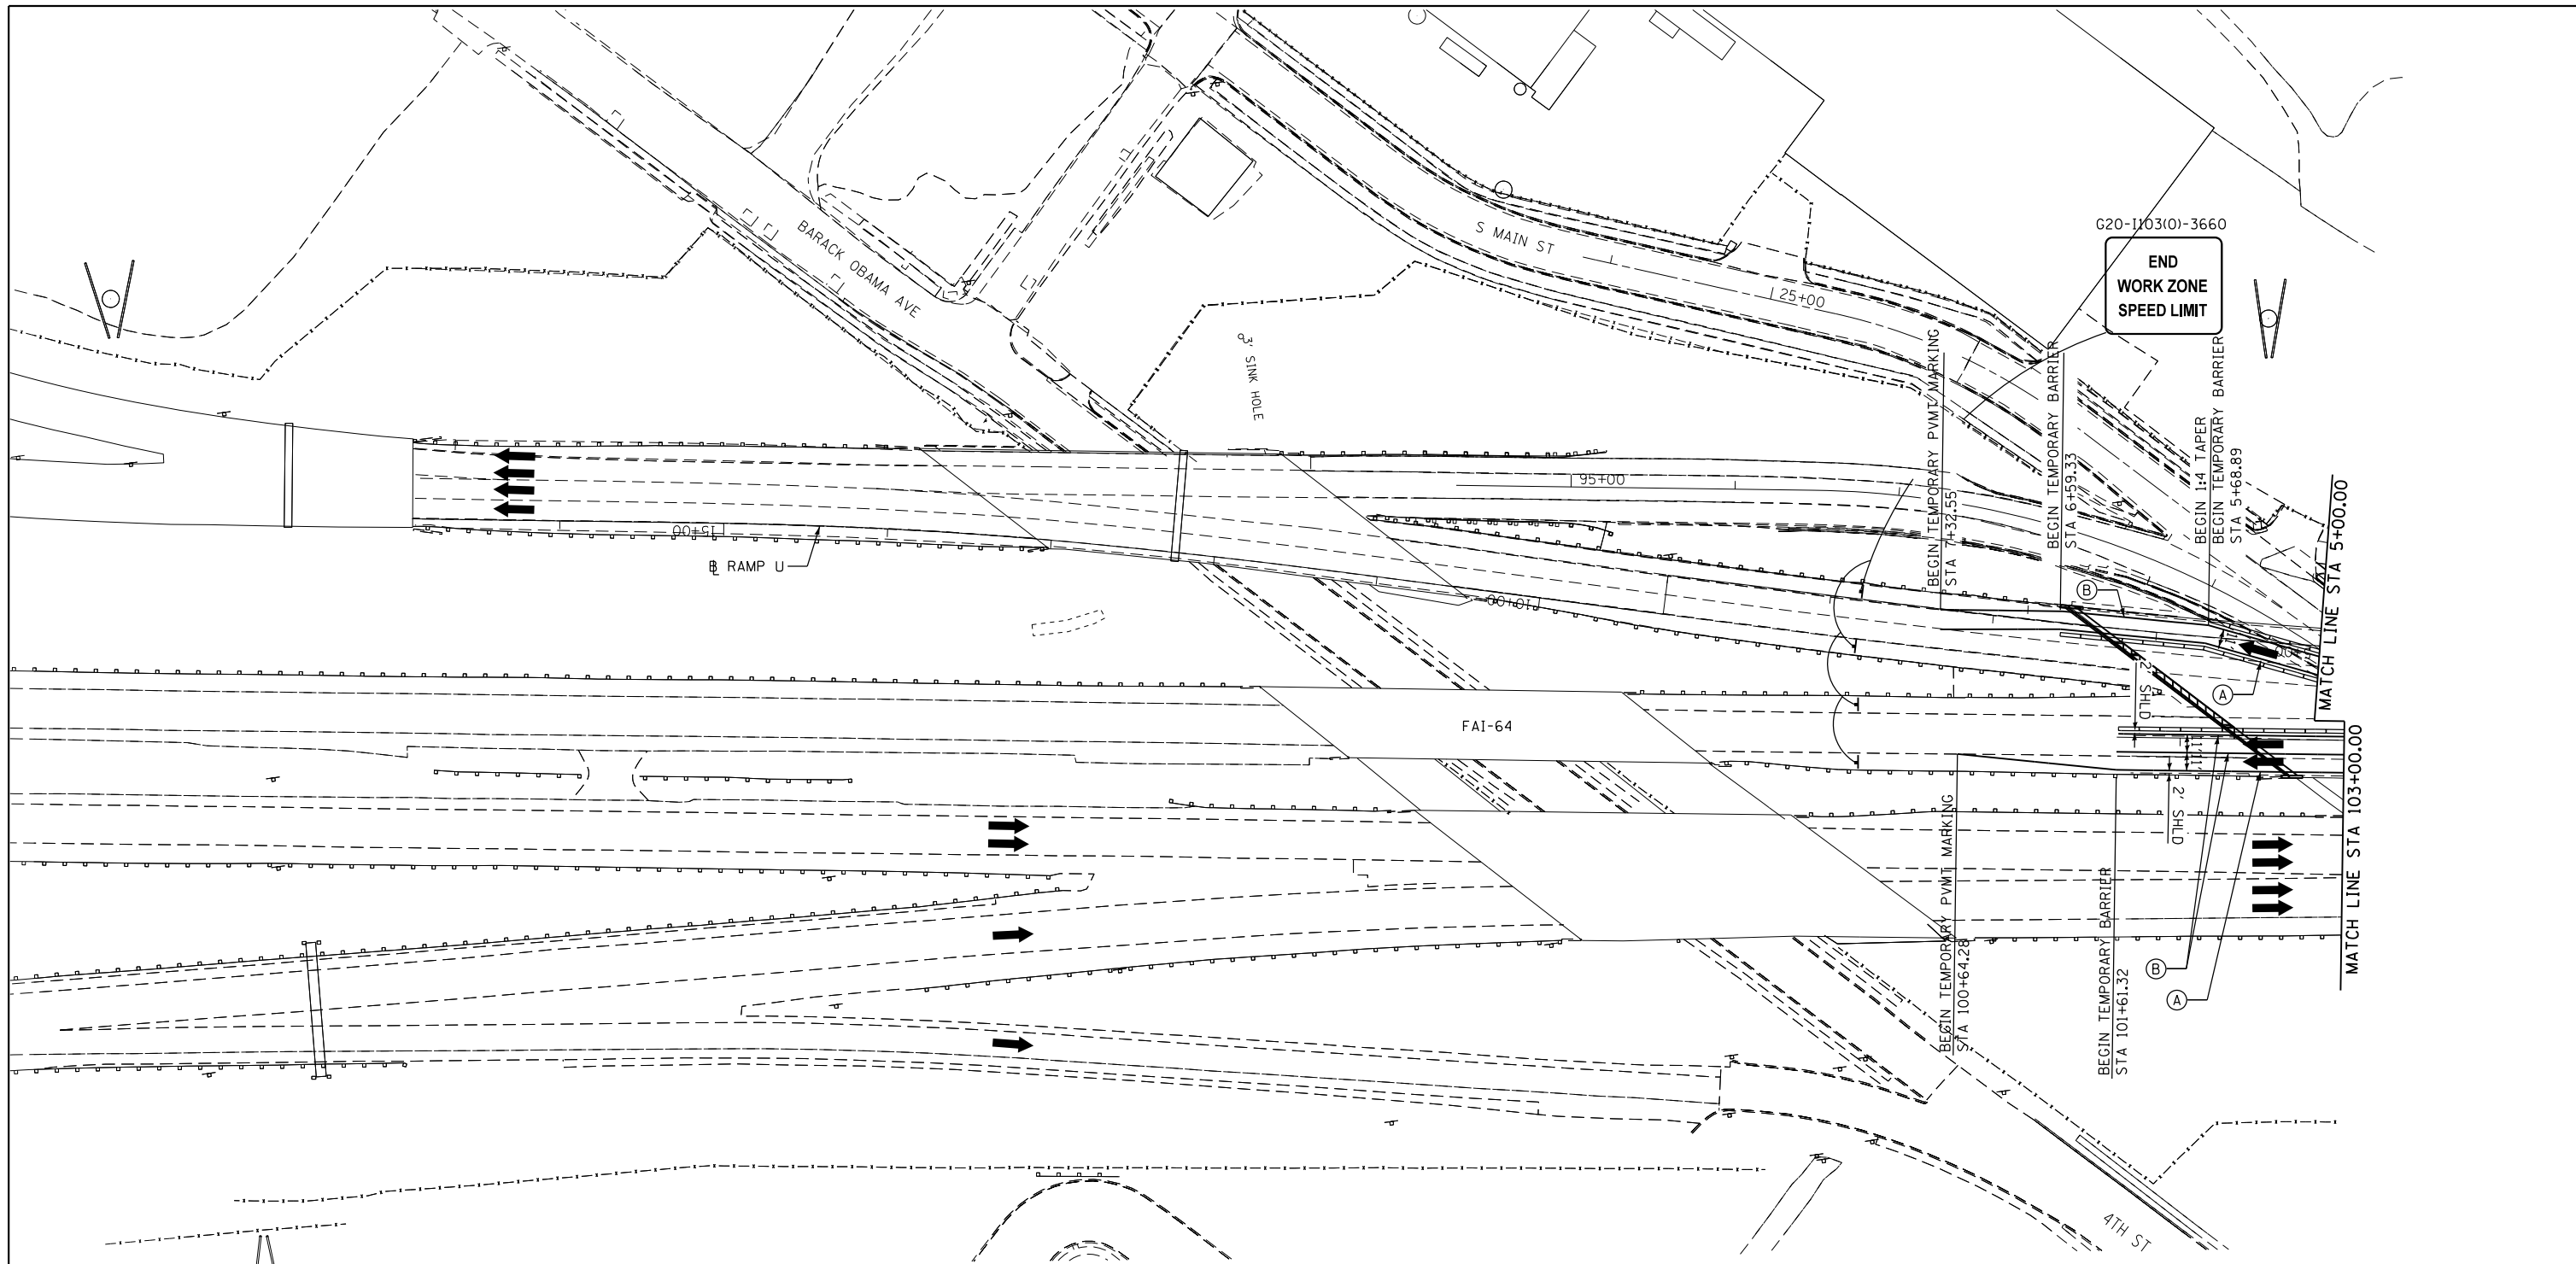 G20-I103(O)-3660
END
WORK ZONE
SPEED LIMIT
BARACK OBAMA AVE
S MAIN ST
25+00
3' SINK HOLE
95+00
15+00
℄ RAMP U
10+00
BEGIN TEMPORARY PVMT MARKING
STA 7+32.55
BEGIN TEMPORARY BARRIER
STA 6+59.33
BEGIN 1:4 TAPER
BEGIN TEMPORARY BARRIER
STA 5+68.89
MATCH LINE STA 5+00.00
B
A
2' SHLD
11'
11'
FAI-64
2' SHLD
MATCH LINE STA 103+00.00
BEGIN TEMPORARY PVMT MARKING
STA 100+64.28
BEGIN TEMPORARY BARRIER
STA 101+61.32
B
A
4TH ST